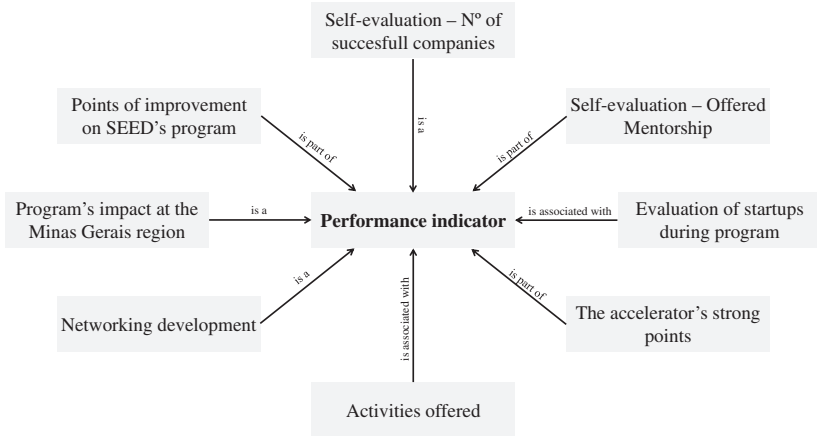 Self-evaluation – Nº of
succesfull companies
Points of improvement
on SEED's program
Self-evaluation – Offered
Mentorship
is part of
is a
is part of
Program's impact at the
Minas Gerais region
is a
Performance indicator
is associated with
Evaluation of startups
during program
is a
is associated with
is part of
Networking development
The accelerator's strong
points
Activities offered